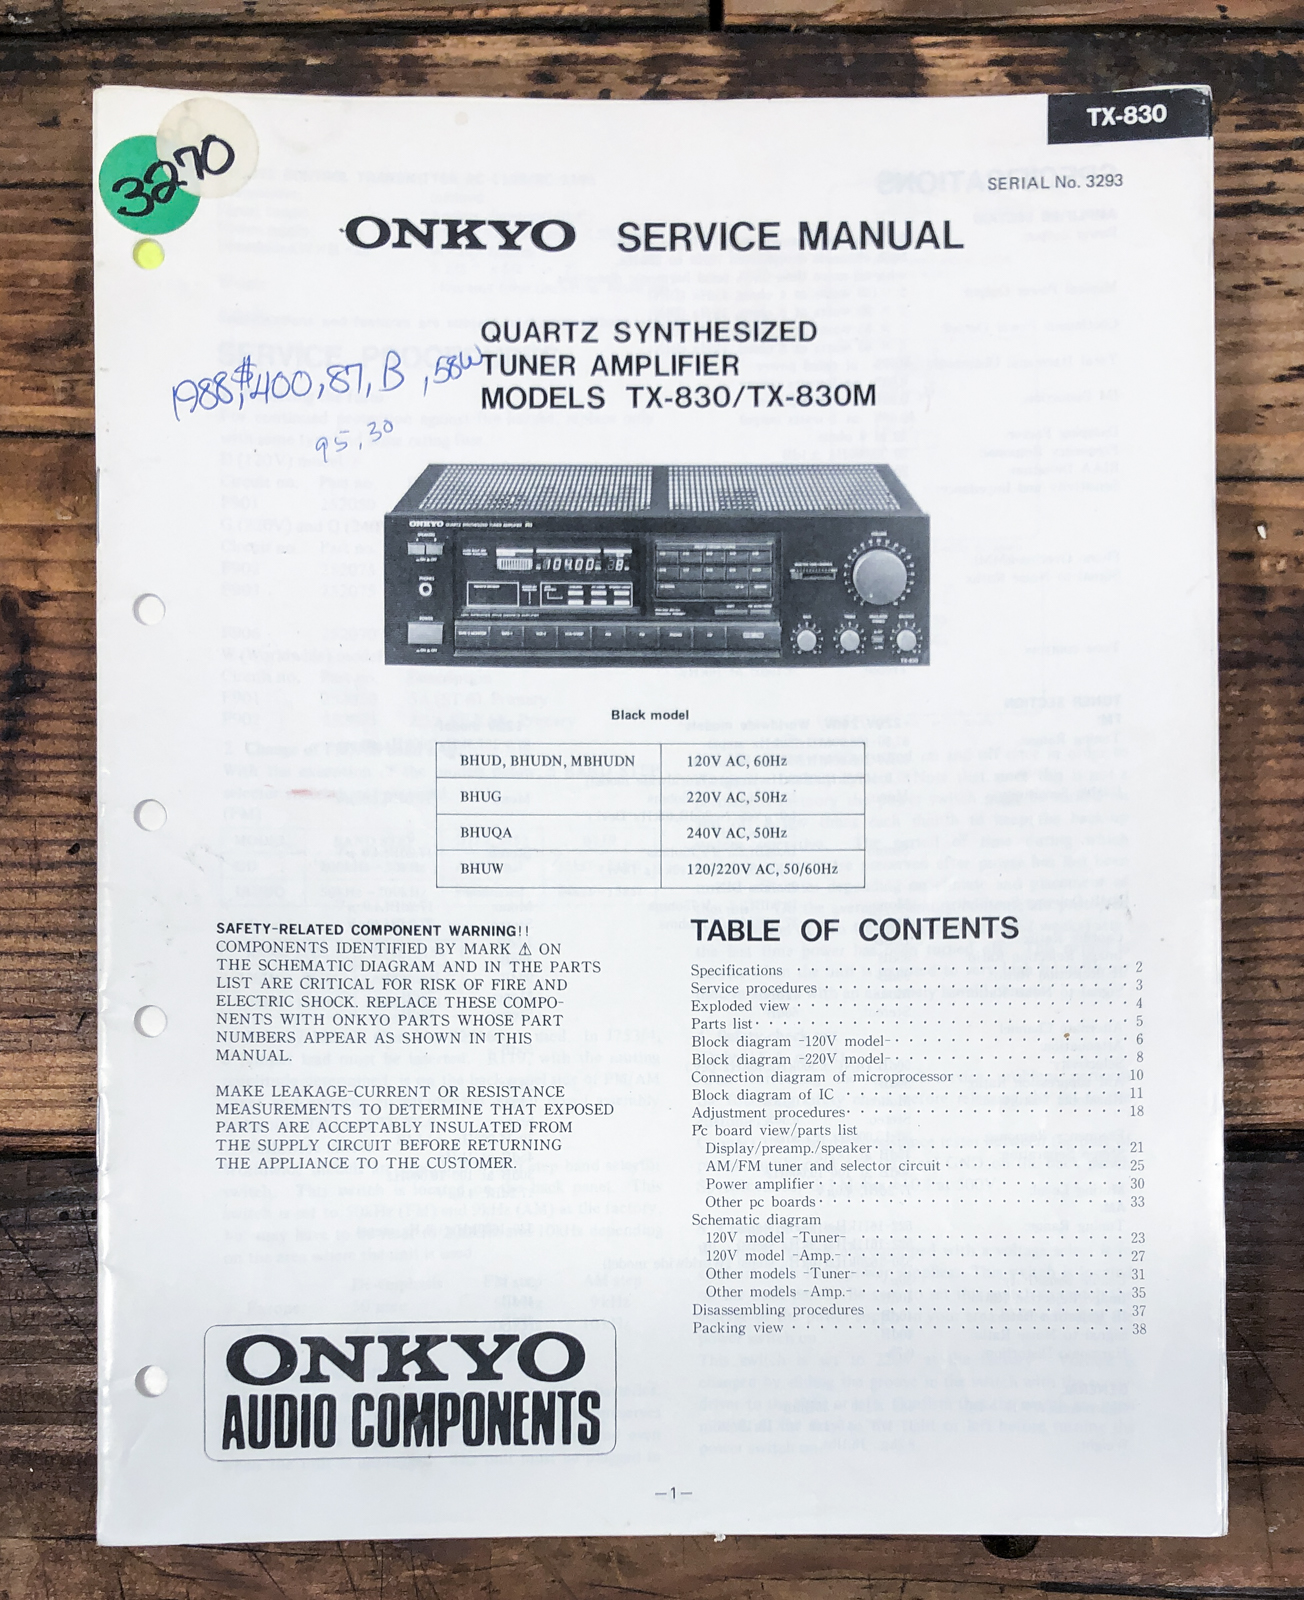 TX-830
3270
SERIAL No. 3293
ONKYO SERVICE MANUAL
QUARTZ SYNTHESIZED
TUNER AMPLIFIER
MODELS TX-830/TX-830M
1988, $400, 87, B, 58W
95, 30
ONKYO
POWER
TX-830
Black model
BHUD, BHUDN, MBHUDN 120V AC, 60Hz
BHUG 220V AC, 50Hz
BHUQA 240V AC, 50Hz
BHUW 120/220V AC, 50/60Hz
SAFETY-RELATED COMPONENT WARNING!!
COMPONENTS IDENTIFIED BY MARK ⚠ ON
THE SCHEMATIC DIAGRAM AND IN THE PARTS
LIST ARE CRITICAL FOR RISK OF FIRE AND
ELECTRIC SHOCK. REPLACE THESE COMPO-
NENTS WITH ONKYO PARTS WHOSE PART
NUMBERS APPEAR AS SHOWN IN THIS
MANUAL.
MAKE LEAKAGE-CURRENT OR RESISTANCE
MEASUREMENTS TO DETERMINE THAT EXPOSED
PARTS ARE ACCEPTABLY INSULATED FROM
THE SUPPLY CIRCUIT BEFORE RETURNING
THE APPLIANCE TO THE CUSTOMER.
TABLE OF CONTENTS
Specifications 2
Service procedures 3
Exploded view 4
Parts list 5
Block diagram -120V model- 6
Block diagram -220V model- 8
Connection diagram of microprocessor 10
Block diagram of IC 11
Adjustment procedures 18
Pc board view/parts list
Display/preamp./speaker 21
AM/FM tuner and selector circuit 25
Power amplifier 30
Other pc boards 33
Schematic diagram
120V model -Tuner- 23
120V model -Amp.- 27
Other models -Tuner- 31
Other models -Amp.- 35
Disassembling procedures 37
Packing view 38
ONKYO
AUDIO COMPONENTS
—1—